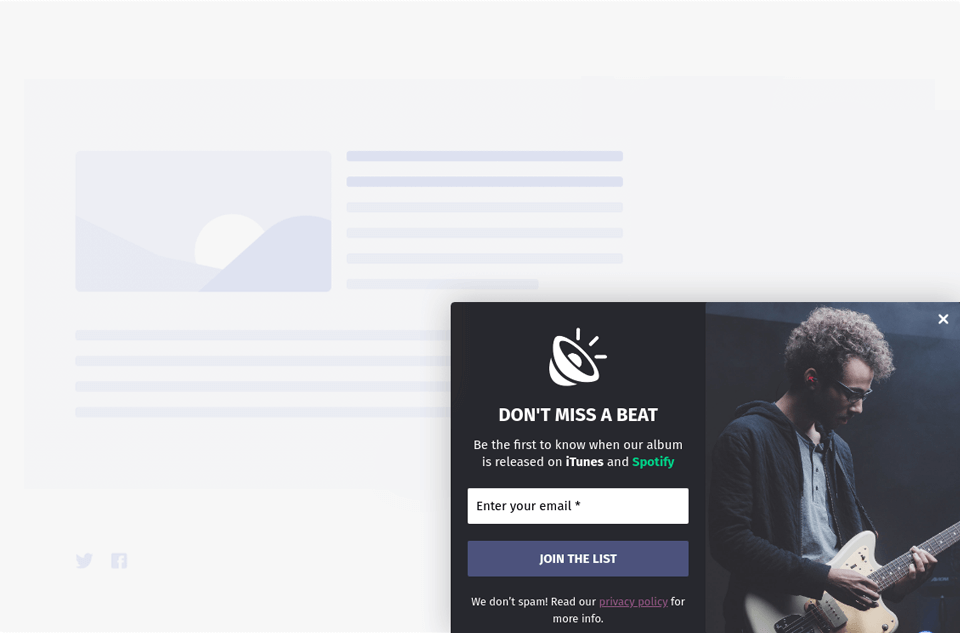 DON'T MISS A BEAT
Be the first to know when our album
is released on iTunes and Spotify
Enter your email *
JOIN THE LIST
We don't spam! Read our privacy policy for
more info.